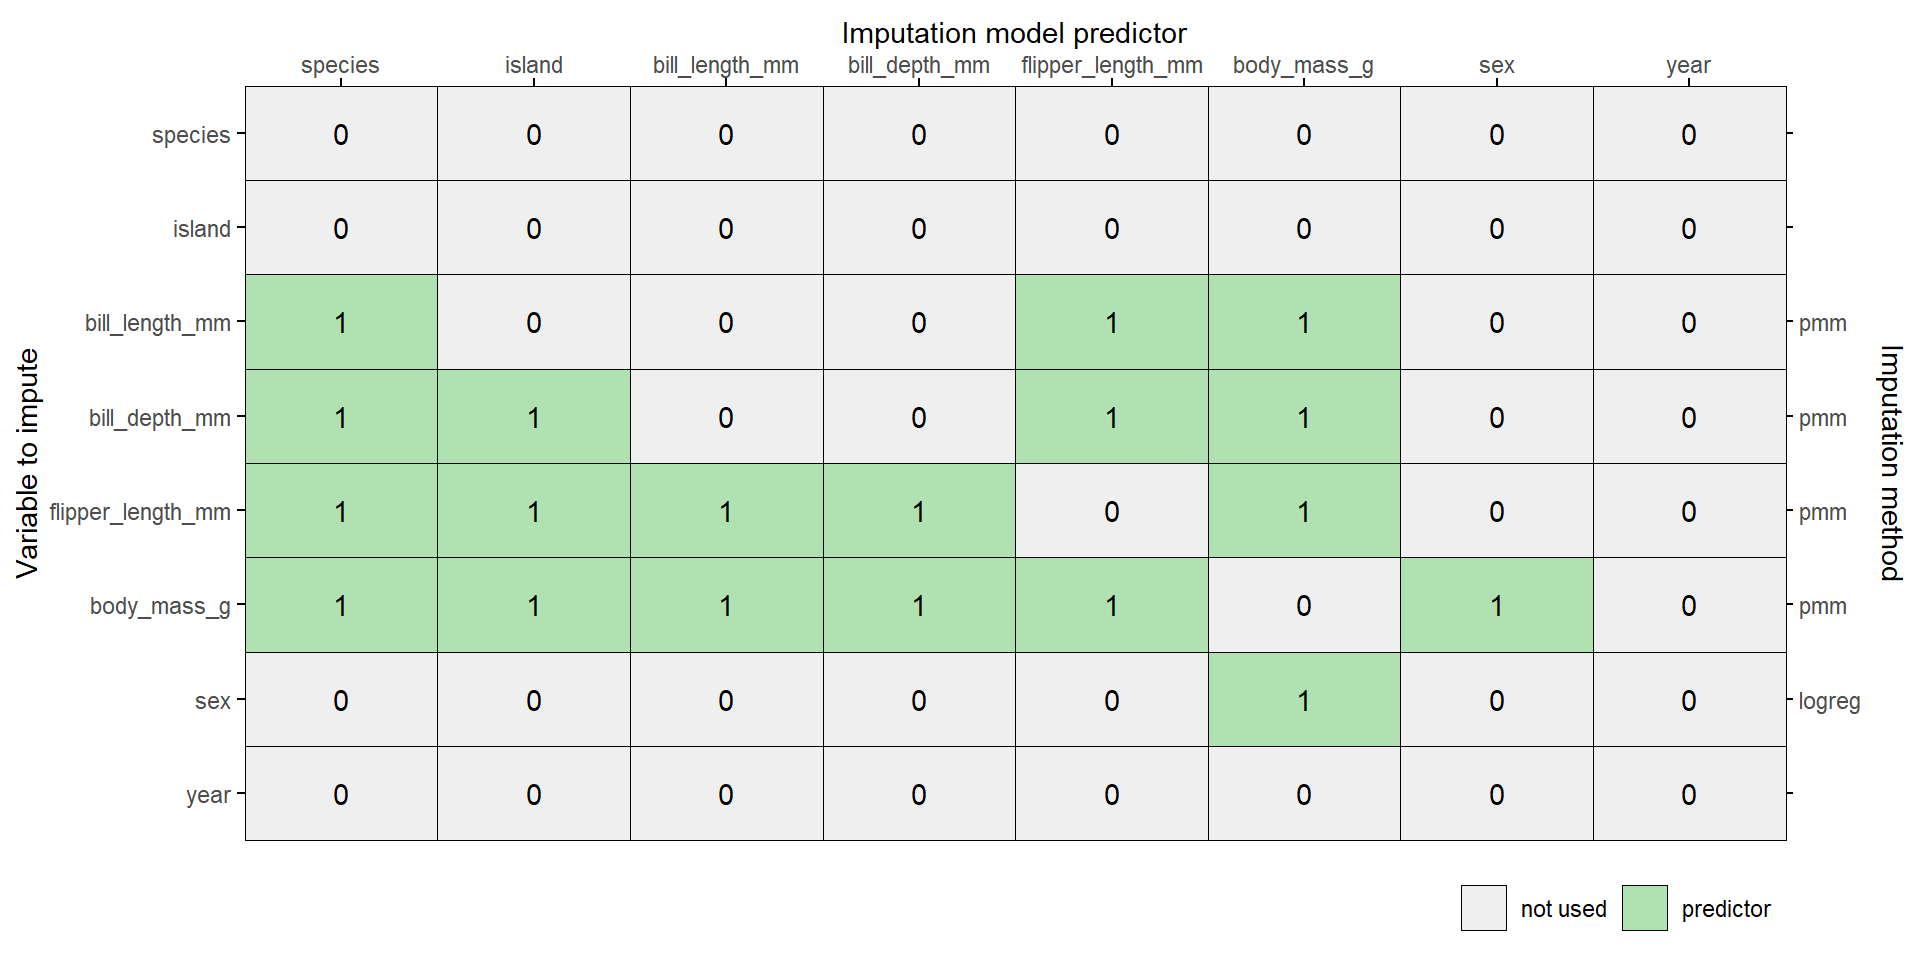 Imputation model predictor
species island bill_length_mm bill_depth_mm flipper_length_mm body_mass_g sex year
Variable to impute
species 0 0 0 0 0 0 0 0
island 0 0 0 0 0 0 0 0
bill_length_mm 1 0 0 0 1 1 0 0 pmm
bill_depth_mm 1 1 0 0 1 1 0 0 pmm
flipper_length_mm 1 1 1 1 0 1 0 0 pmm
body_mass_g 1 1 1 1 1 0 1 0 pmm
sex 0 0 0 0 0 1 0 0 logreg
year 0 0 0 0 0 0 0 0
Imputation method
not used predictor